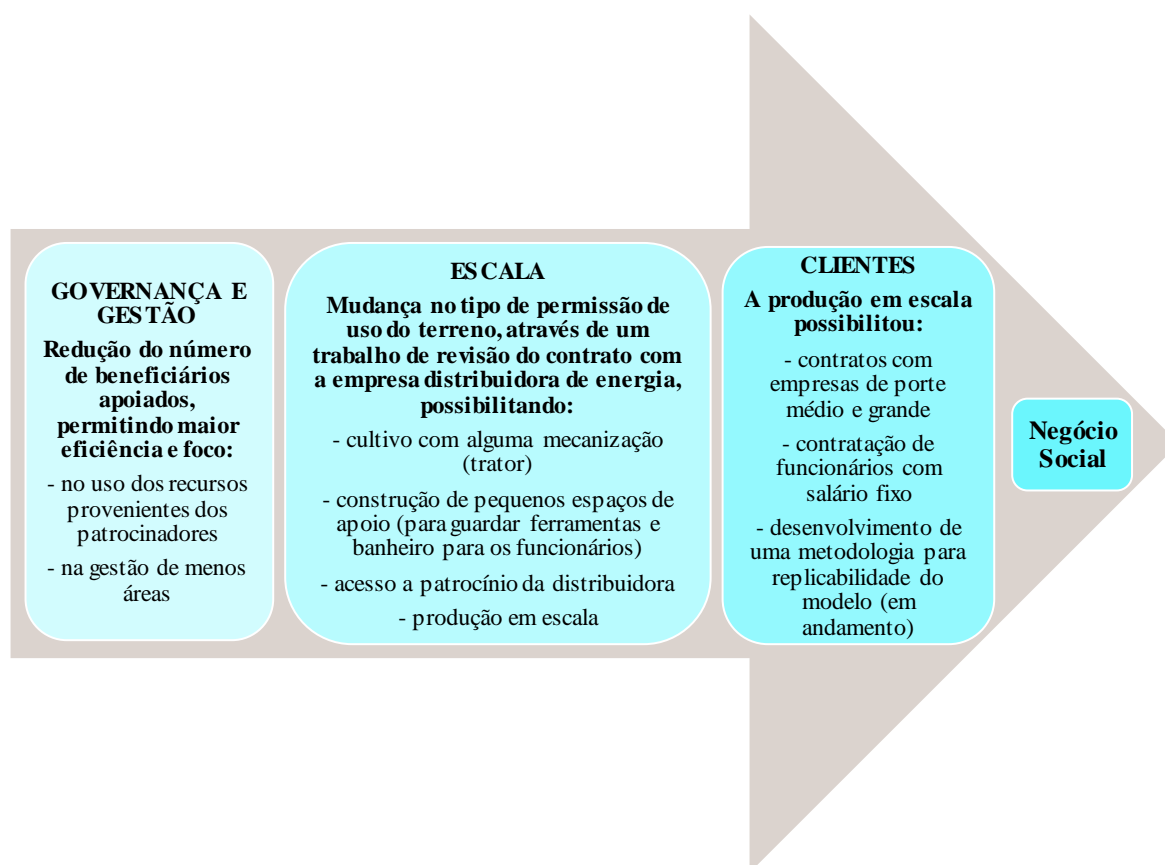 GOVERNANÇA E
GESTÃO
Redução do número
de beneficiários
apoiados,
permitindo maior
eficiência e foco:
- no uso dos recursos
provenientes dos
patrocinadores
- na gestão de menos
áreas
ESCALA
Mudança no tipo de permissão de
uso do terreno, através de um
trabalho de revisão do contrato com
a empresa distribuidora de energia,
possibilitando:
- cultivo com alguma mecanização
(trator)
- construção de pequenos espaços de
apoio (para guardar ferramentas e
banheiro para os funcionários)
- acesso a patrocínio da distribuidora
- produção em escala
CLIENTES
A produção em escala
possibilitou:
- contratos com
empresas de porte
médio e grande
- contratação de
funcionários com
salário fixo
- desenvolvimento de
uma metodologia para
replicabilidade do
modelo (em
andamento)
Negócio
Social